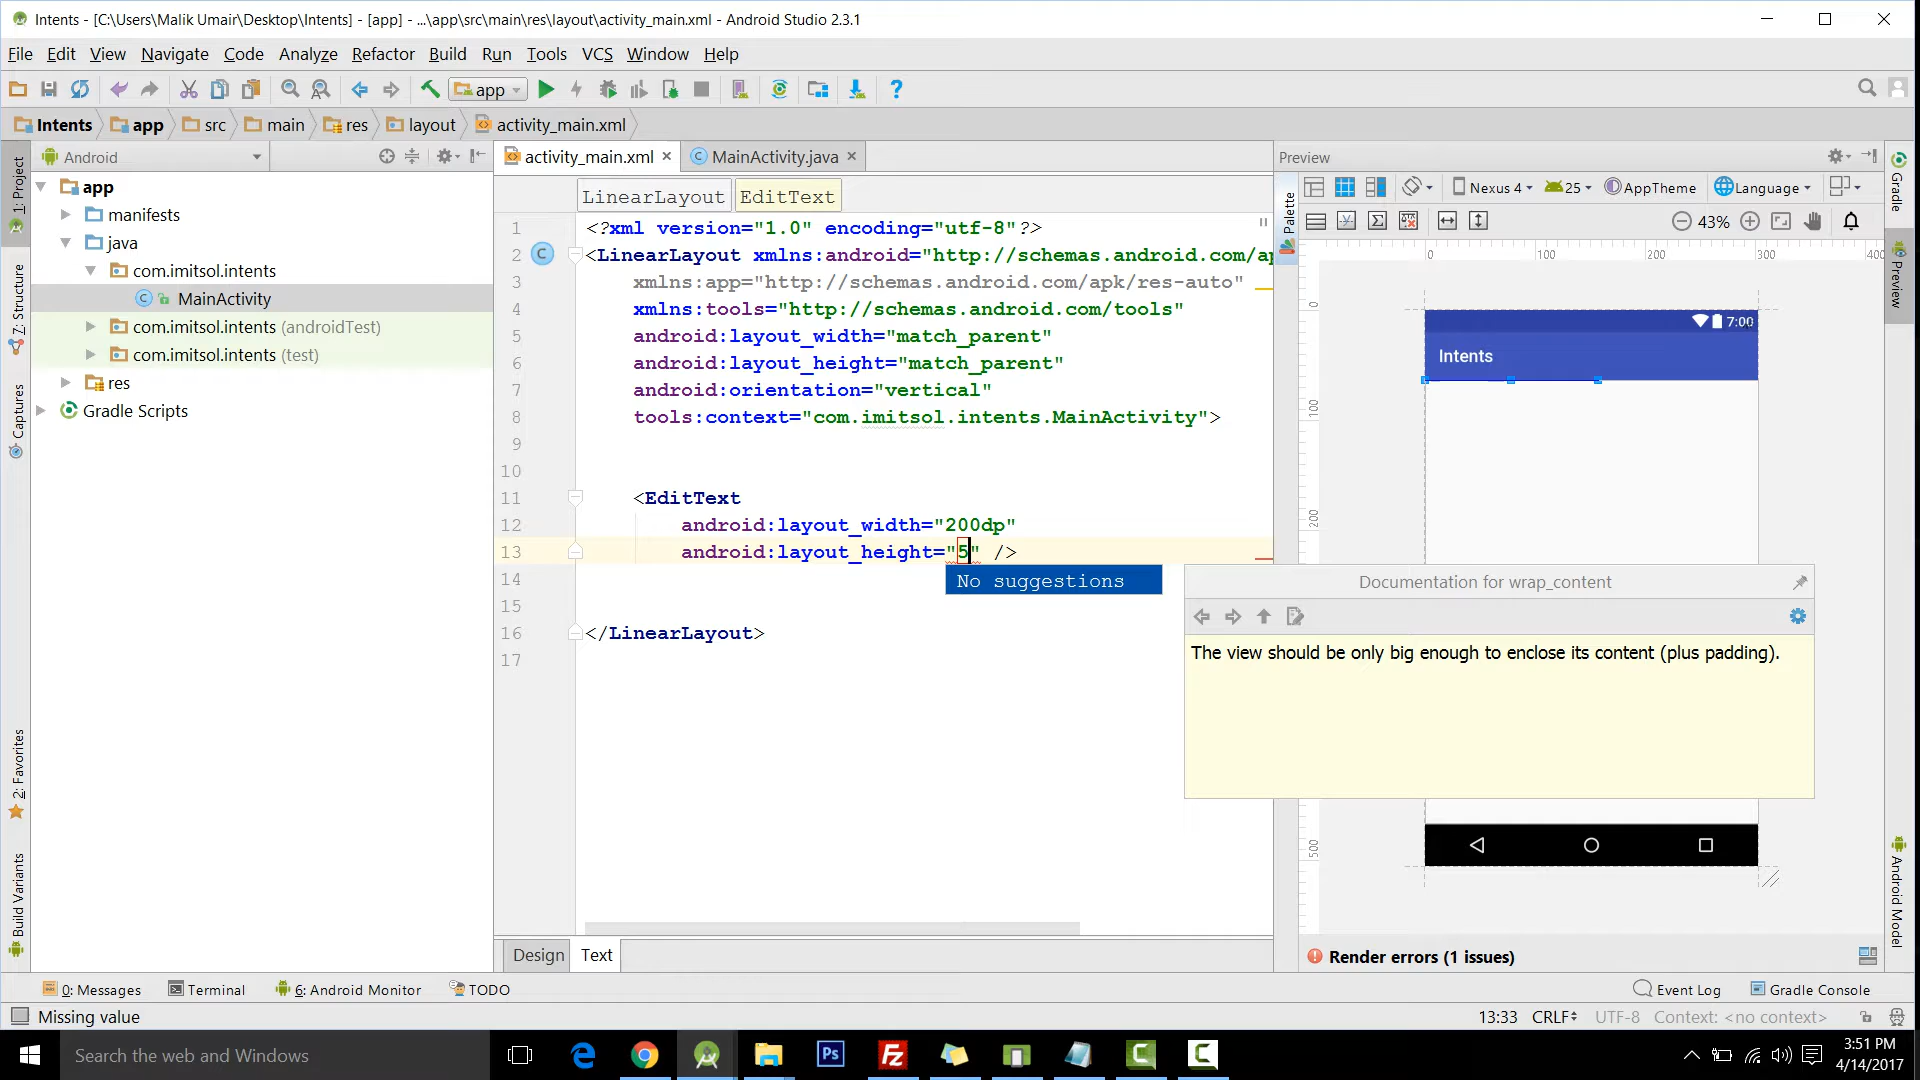 Intents - [C:\Users\Malik Umair\Desktop\Intents] - [app] - ...\app\src\main\res\layout\activity_main.xml - Android Studio 2.3.1
File Edit View Navigate Code Analyze Refactor Build Run Tools VCS Window Help
app
Intents app src main res layout activity_main.xml
1: Project
Android
activity_main.xml MainActivity.java
Preview
Gradle
app
manifests
java
com.imitsol.intents
MainActivity
com.imitsol.intents (androidTest)
com.imitsol.intents (test)
res
Gradle Scripts
7: Structure
Captures
2: Favorites
Build Variants
LinearLayout EditText
1 <?xml version="1.0" encoding="utf-8"?>
2 <LinearLayout xmlns:android="http://schemas.android.com/ap
3 xmlns:app="http://schemas.android.com/apk/res-auto"
4 xmlns:tools="http://schemas.android.com/tools"
5 android:layout_width="match_parent"
6 android:layout_height="match_parent"
7 android:orientation="vertical"
8 tools:context="com.imitsol.intents.MainActivity">
9
10
11 <EditText
12 android:layout_width="200dp"
13 android:layout_height="5" />
14
15
16 </LinearLayout>
17
No suggestions
Documentation for wrap_content
The view should be only big enough to enclose its content (plus padding).
Palette
Nexus 4 25 AppTheme Language
43%
0 100 200 300 400
0
100
200
500
7:00
Intents
Preview
Android Model
Render errors (1 issues)
Design Text
0: Messages Terminal 6: Android Monitor TODO Event Log Gradle Console
Missing value 13:33 CRLF UTF-8 Context: <no context>
Search the web and Windows
Ps
Fz
C
C
3:51 PM
4/14/2017